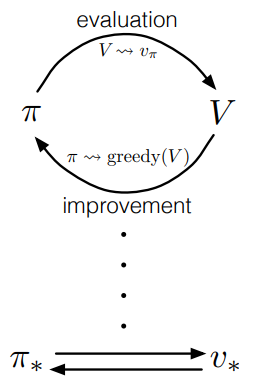 evaluation
V ⇝ v_π
π V
π ⇝ greedy(V)
improvement
π_* v_*